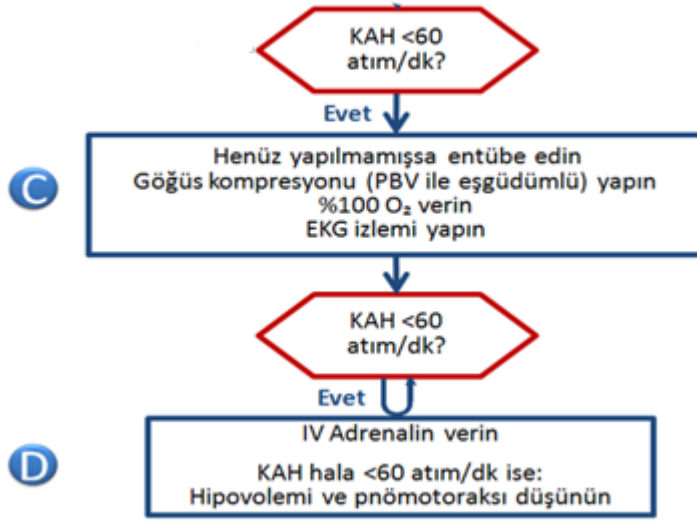 KAH <60
atım/dk?
Evet
C
Henüz yapılmamışsa entübe edin
Göğüs kompresyonu (PBV ile eşgüdümlü) yapın
%100 O₂ verin
EKG izlemi yapın
KAH <60
atım/dk?
Evet
D
IV Adrenalin verin
KAH hala <60 atım/dk ise:
Hipovolemi ve pnömotoraksı düşünün